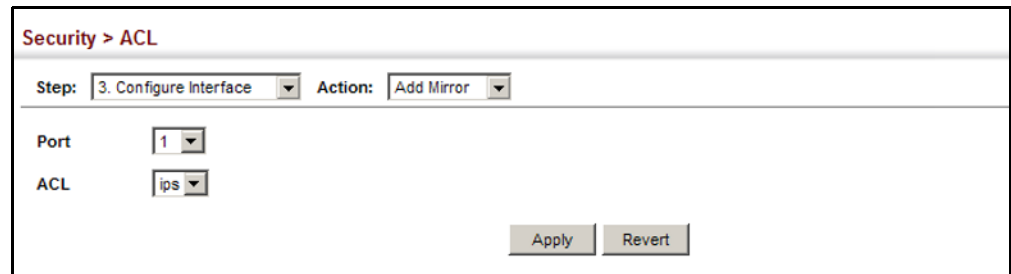 Security > ACL
Step: 3. Configure Interface Action: Add Mirror
Port 1
ACL ips
Apply Revert